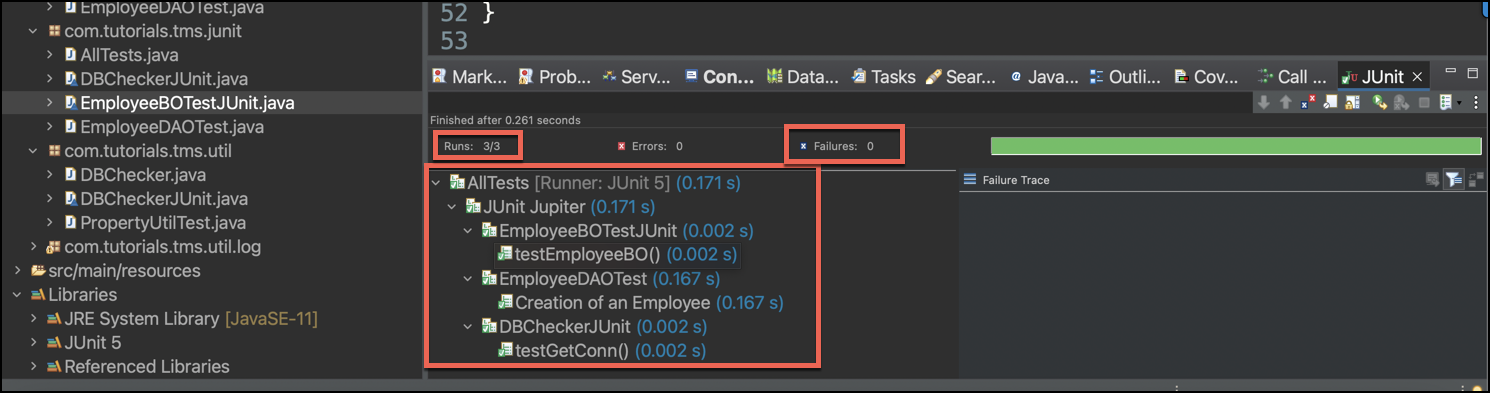 EmployeeDAOTest.java
com.tutorials.tms.junit
AllTests.java
DBCheckerJUnit.java
EmployeeBOTestJUnit.java
EmployeeDAOTest.java
com.tutorials.tms.util
DBChecker.java
DBCheckerJUnit.java
PropertyUtilTest.java
com.tutorials.tms.util.log
src/main/resources
Libraries
JRE System Library [JavaSE-11]
JUnit 5
Referenced Libraries
52 }
53
Mark... Prob... Serv... Con... Data... Tasks Sear... Java... Outli... Cov... Call ... JUnit
Finished after 0.261 seconds
Runs: 3/3 Errors: 0 Failures: 0
AllTests [Runner: JUnit 5] (0.171 s)
JUnit Jupiter (0.171 s)
EmployeeBOTestJUnit (0.002 s)
testEmployeeBO() (0.002 s)
EmployeeDAOTest (0.167 s)
Creation of an Employee (0.167 s)
DBCheckerJUnit (0.002 s)
testGetConn() (0.002 s)
Failure Trace